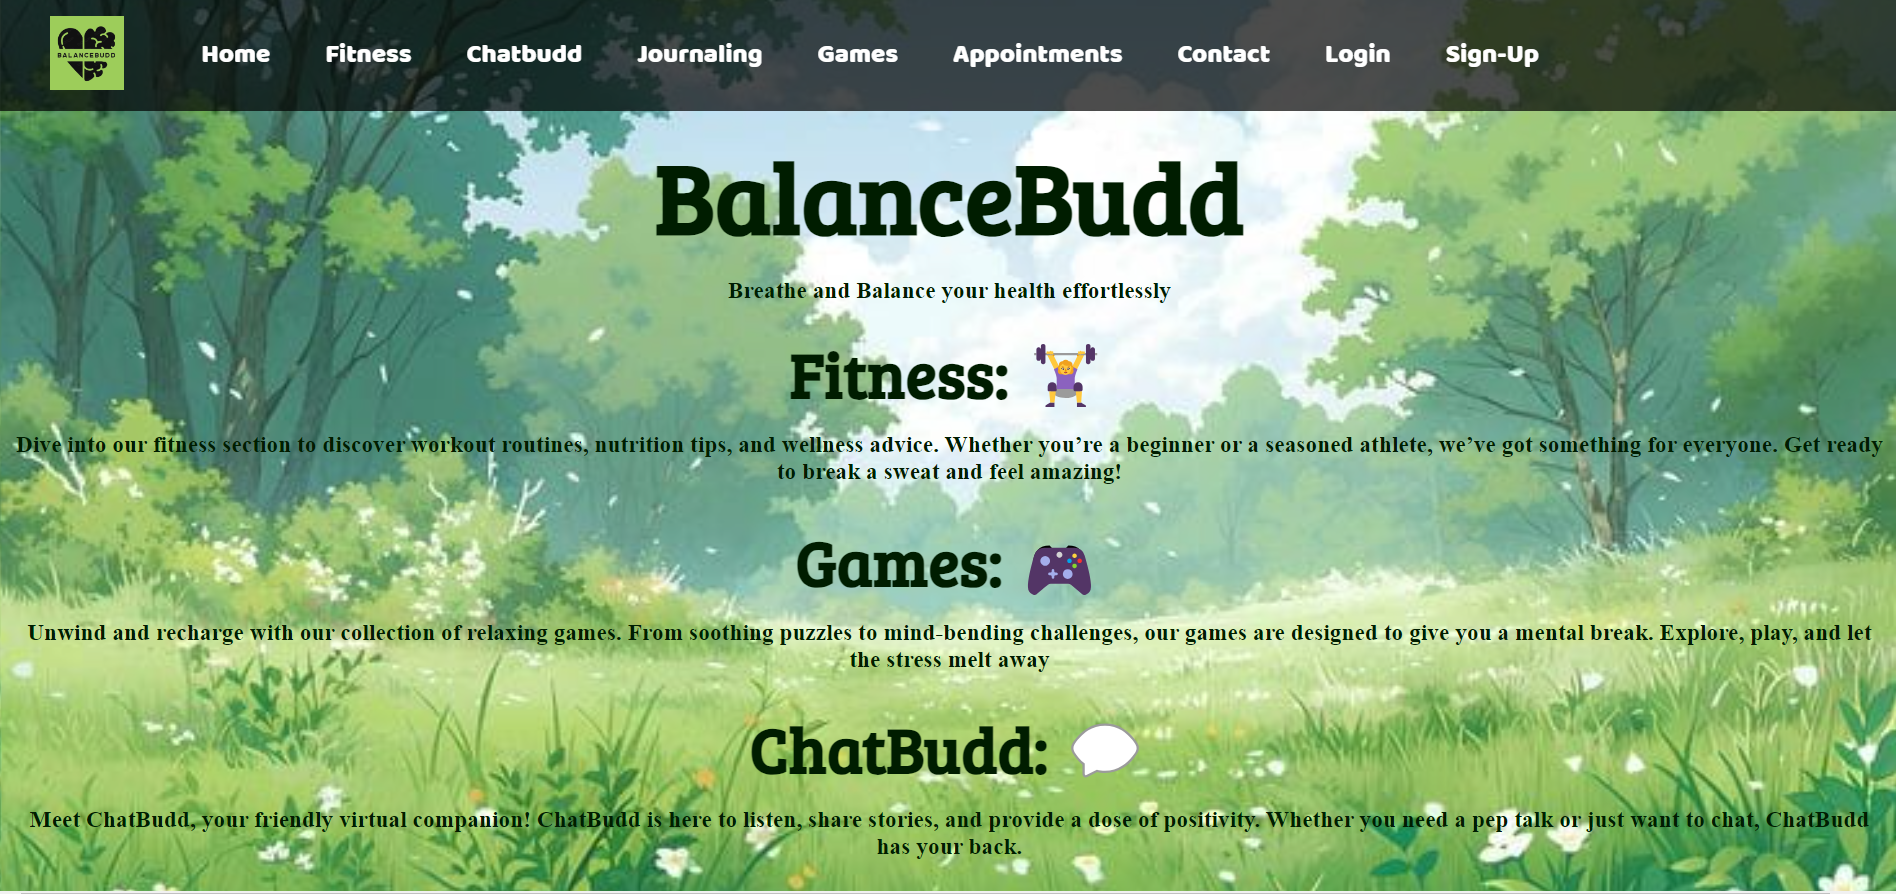 BALANCEBUDD
Home Fitness Chatbudd Journaling Games Appointments Contact Login Sign-Up
BalanceBudd
Breathe and Balance your health effortlessly
Fitness:
Dive into our fitness section to discover workout routines, nutrition tips, and wellness advice. Whether you’re a beginner or a seasoned athlete, we’ve got something for everyone. Get ready
to break a sweat and feel amazing!
Games:
Unwind and recharge with our collection of relaxing games. From soothing puzzles to mind-bending challenges, our games are designed to give you a mental break. Explore, play, and let
the stress melt away
ChatBudd:
Meet ChatBudd, your friendly virtual companion! ChatBudd is here to listen, share stories, and provide a dose of positivity. Whether you need a pep talk or just want to chat, ChatBudd
has your back.